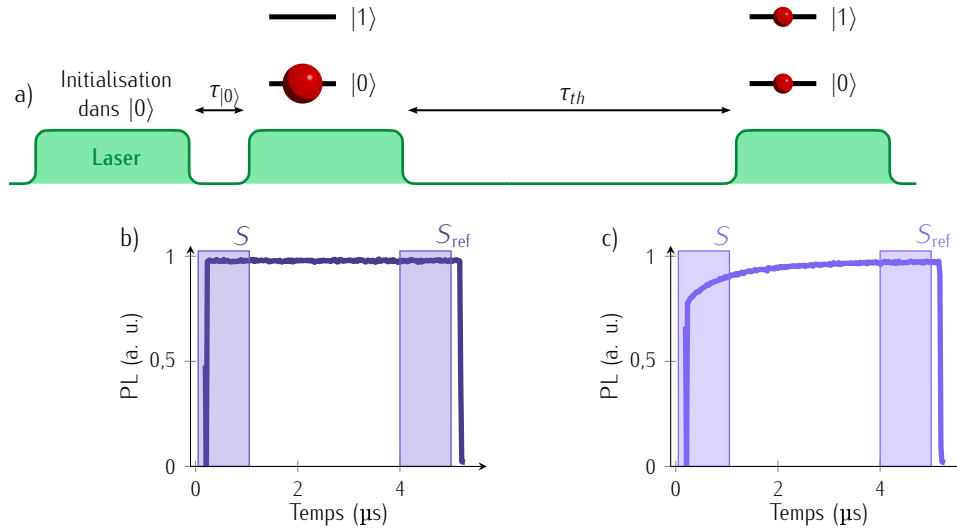 a)
Initialisation
dans |0⟩
τ|0⟩
|1⟩
|0⟩
τth
|1⟩
|0⟩
Laser
b)
S
Sref
1
0,5
0
PL (a. u.)
0
2
4
Temps (µs)
c)
S
Sref
1
0,5
0
PL (a. u.)
0
2
4
Temps (µs)